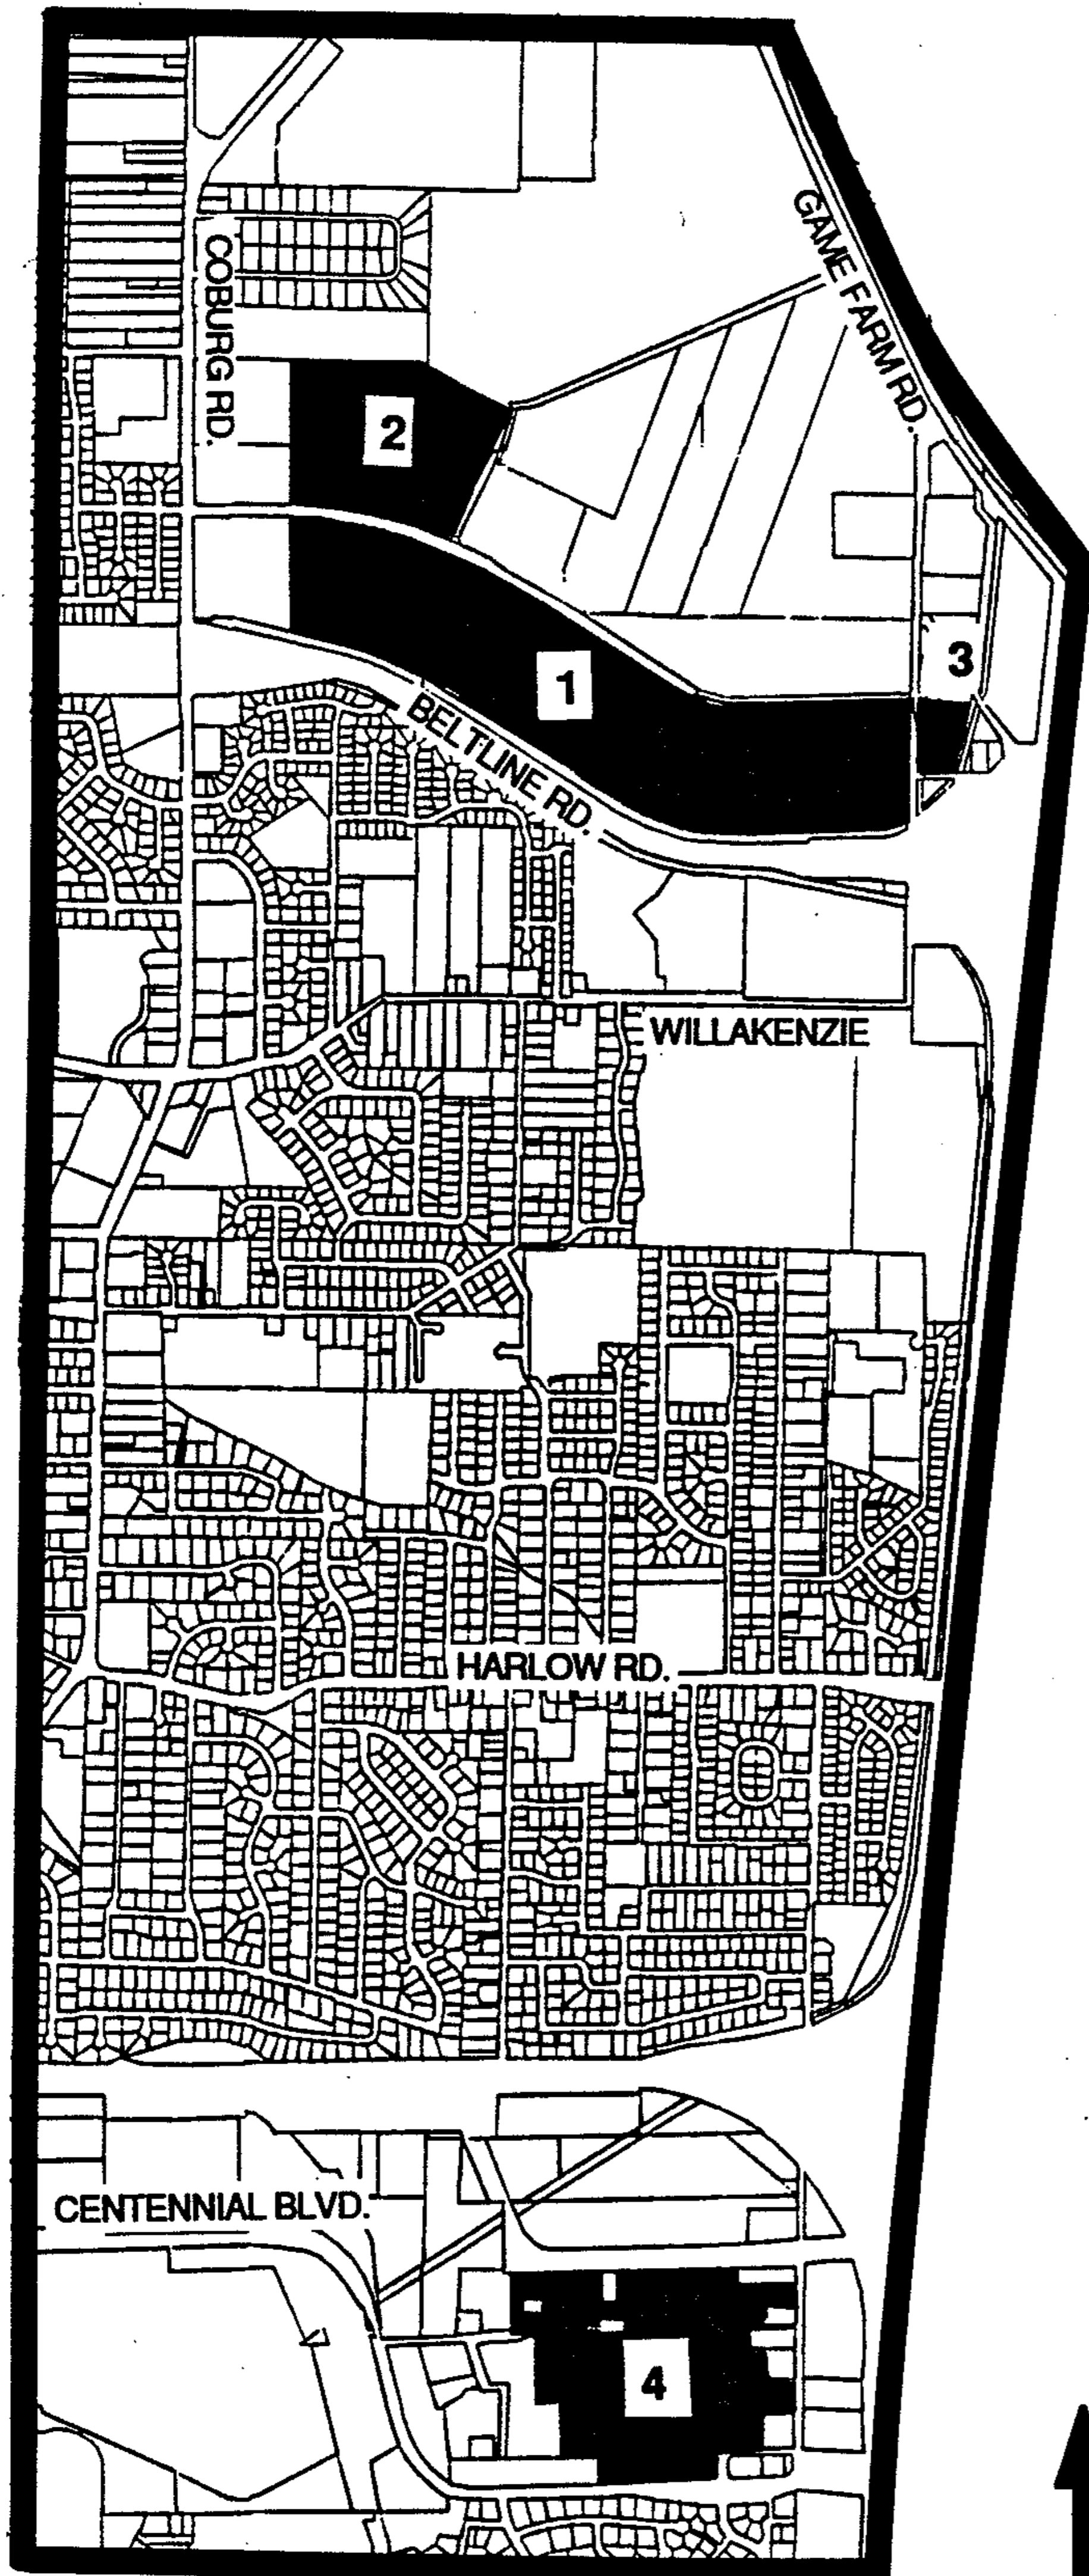 GAME FARM RD.
COBURG RD.
2
3
1
BELTLINE RD.
WILLAKENZIE
HARLOW RD.
CENTENNIAL BLVD.
4